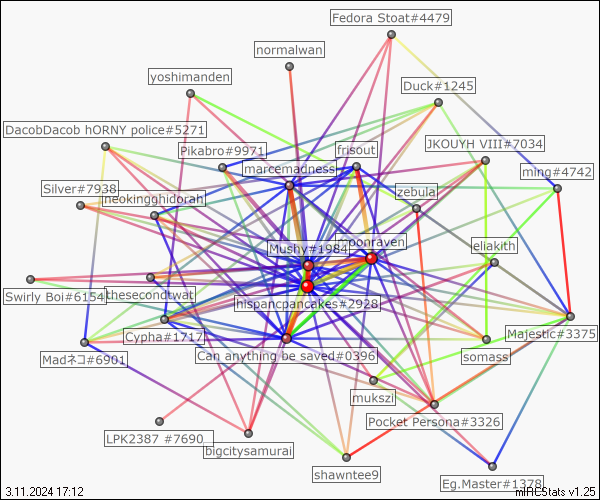 Fedora Stoat#4479
normalwan
yoshimanden
Duck#1245
DacobDacob hORNY police#5271
Pikabro#9971
frisout
JKOUYH VIII#7034
marcemadness
ming#4742
Silver#7938
neokingghidorah
zebula
Mushy#1984
eliakith
Swirly Boi#6154
thesecondtwat
hispancpancakes#2928
Cypha#1717
Majestic#3375
Madネコ#6901
Can anything be saved#0396
somass
mukszi
Pocket Persona#3326
LPK2387 #7690
bigcitysamurai
shawntee9
Eg.Master#1378
3.11.2024 17:12
mIRCStats v1.25